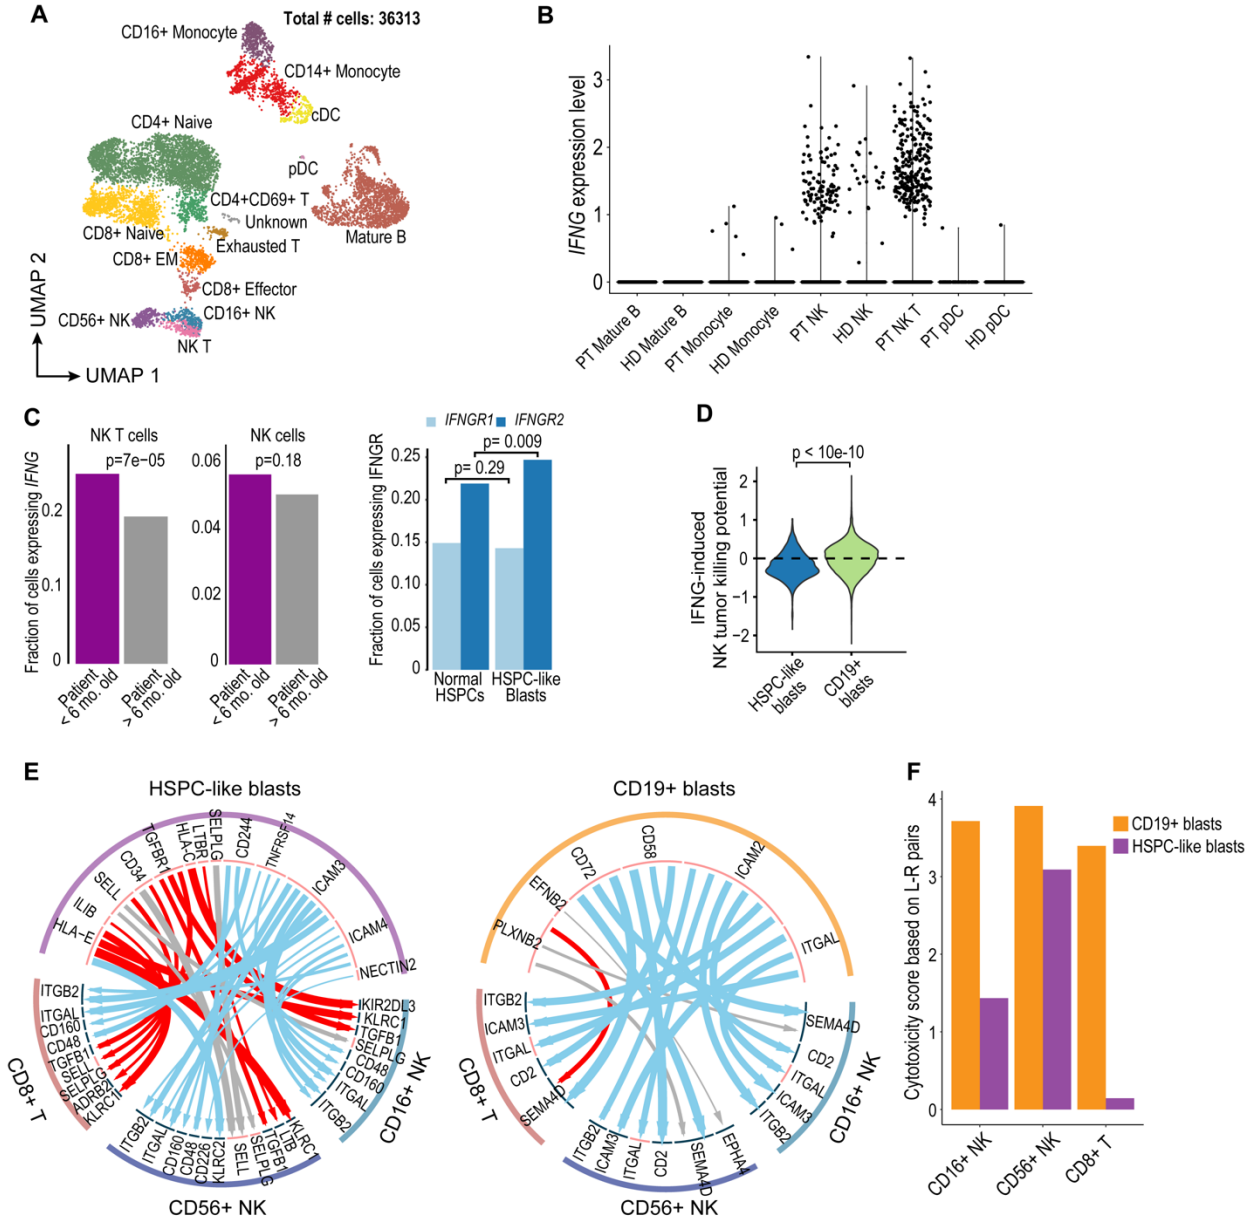 A
Total # cells: 36313
CD16+ Monocyte
CD14+ Monocyte
cDC
CD4+ Naive
pDC
CD4+CD69+ T
Unknown
CD8+ Naive
Exhausted T
Mature B
CD8+ EM
CD8+ Effector
CD56+ NK
CD16+ NK
NK T
UMAP 2
UMAP 1
B
IFNG expression level
3
2
1
0
PT Mature B
HD Mature B
PT Monocyte
HD Monocyte
PT NK
HD NK
PT NK T
PT pDC
HD pDC
C
NK T cells
p=7e−05
Fraction of cells expressing IFNG
0.2
0.1
0
Patient
< 6 mo. old
Patient
> 6 mo. old
NK cells
p=0.18
0.06
0.04
0.02
0
Patient
< 6 mo. old
Patient
> 6 mo. old
IFNGR1
IFNGR2
p= 0.009
p= 0.29
Fraction of cells expressing IFNGR
0.25
0.20
0.15
0.10
0.05
0
Normal
HSPCs
HSPC-like
Blasts
D
p < 10e-10
IFNG-induced
NK tumor killing potential
2
1
0
−1
−2
HSPC-like
blasts
CD19+
blasts
E
HSPC-like blasts
HLA−E
ILIB
SELL
CD34
TGFBR1
HLA-C
LTBR
SELPLG
CD244
TNFRSF14
ICAM3
ICAM4
NECTIN2
IKIR2DL3
KLRC1
TGFB1
SELPLG
CD48
CD160
ITGAL
ITGB2
CD16+ NK
KLRC1
LTB
TGFB1
SELPLG
SELL
KLRC2
CD226
CD48
CD160
ITGAL
ITGB2
CD56+ NK
ITGB2
ITGAL
CD160
CD48
TGFB1
SELL
SELPLG
ADRB2
KLRC1
CD8+ T
CD19+ blasts
PLXNB2
EFNB2
CD72
CD58
ICAM2
ITGAL
SEMA4D
CD2
ITGAL
ICAM3
ITGB2
CD16+ NK
EPHA4
SEMA4D
CD2
ITGAL
ICAM3
ITGB2
CD56+ NK
ITGB2
ICAM3
ITGAL
CD2
SEMA4D
CD8+ T
F
Cytotoxicity score based on L-R pairs
4
3
2
1
0
CD19+ blasts
HSPC-like blasts
CD16+ NK
CD56+ NK
CD8+ T